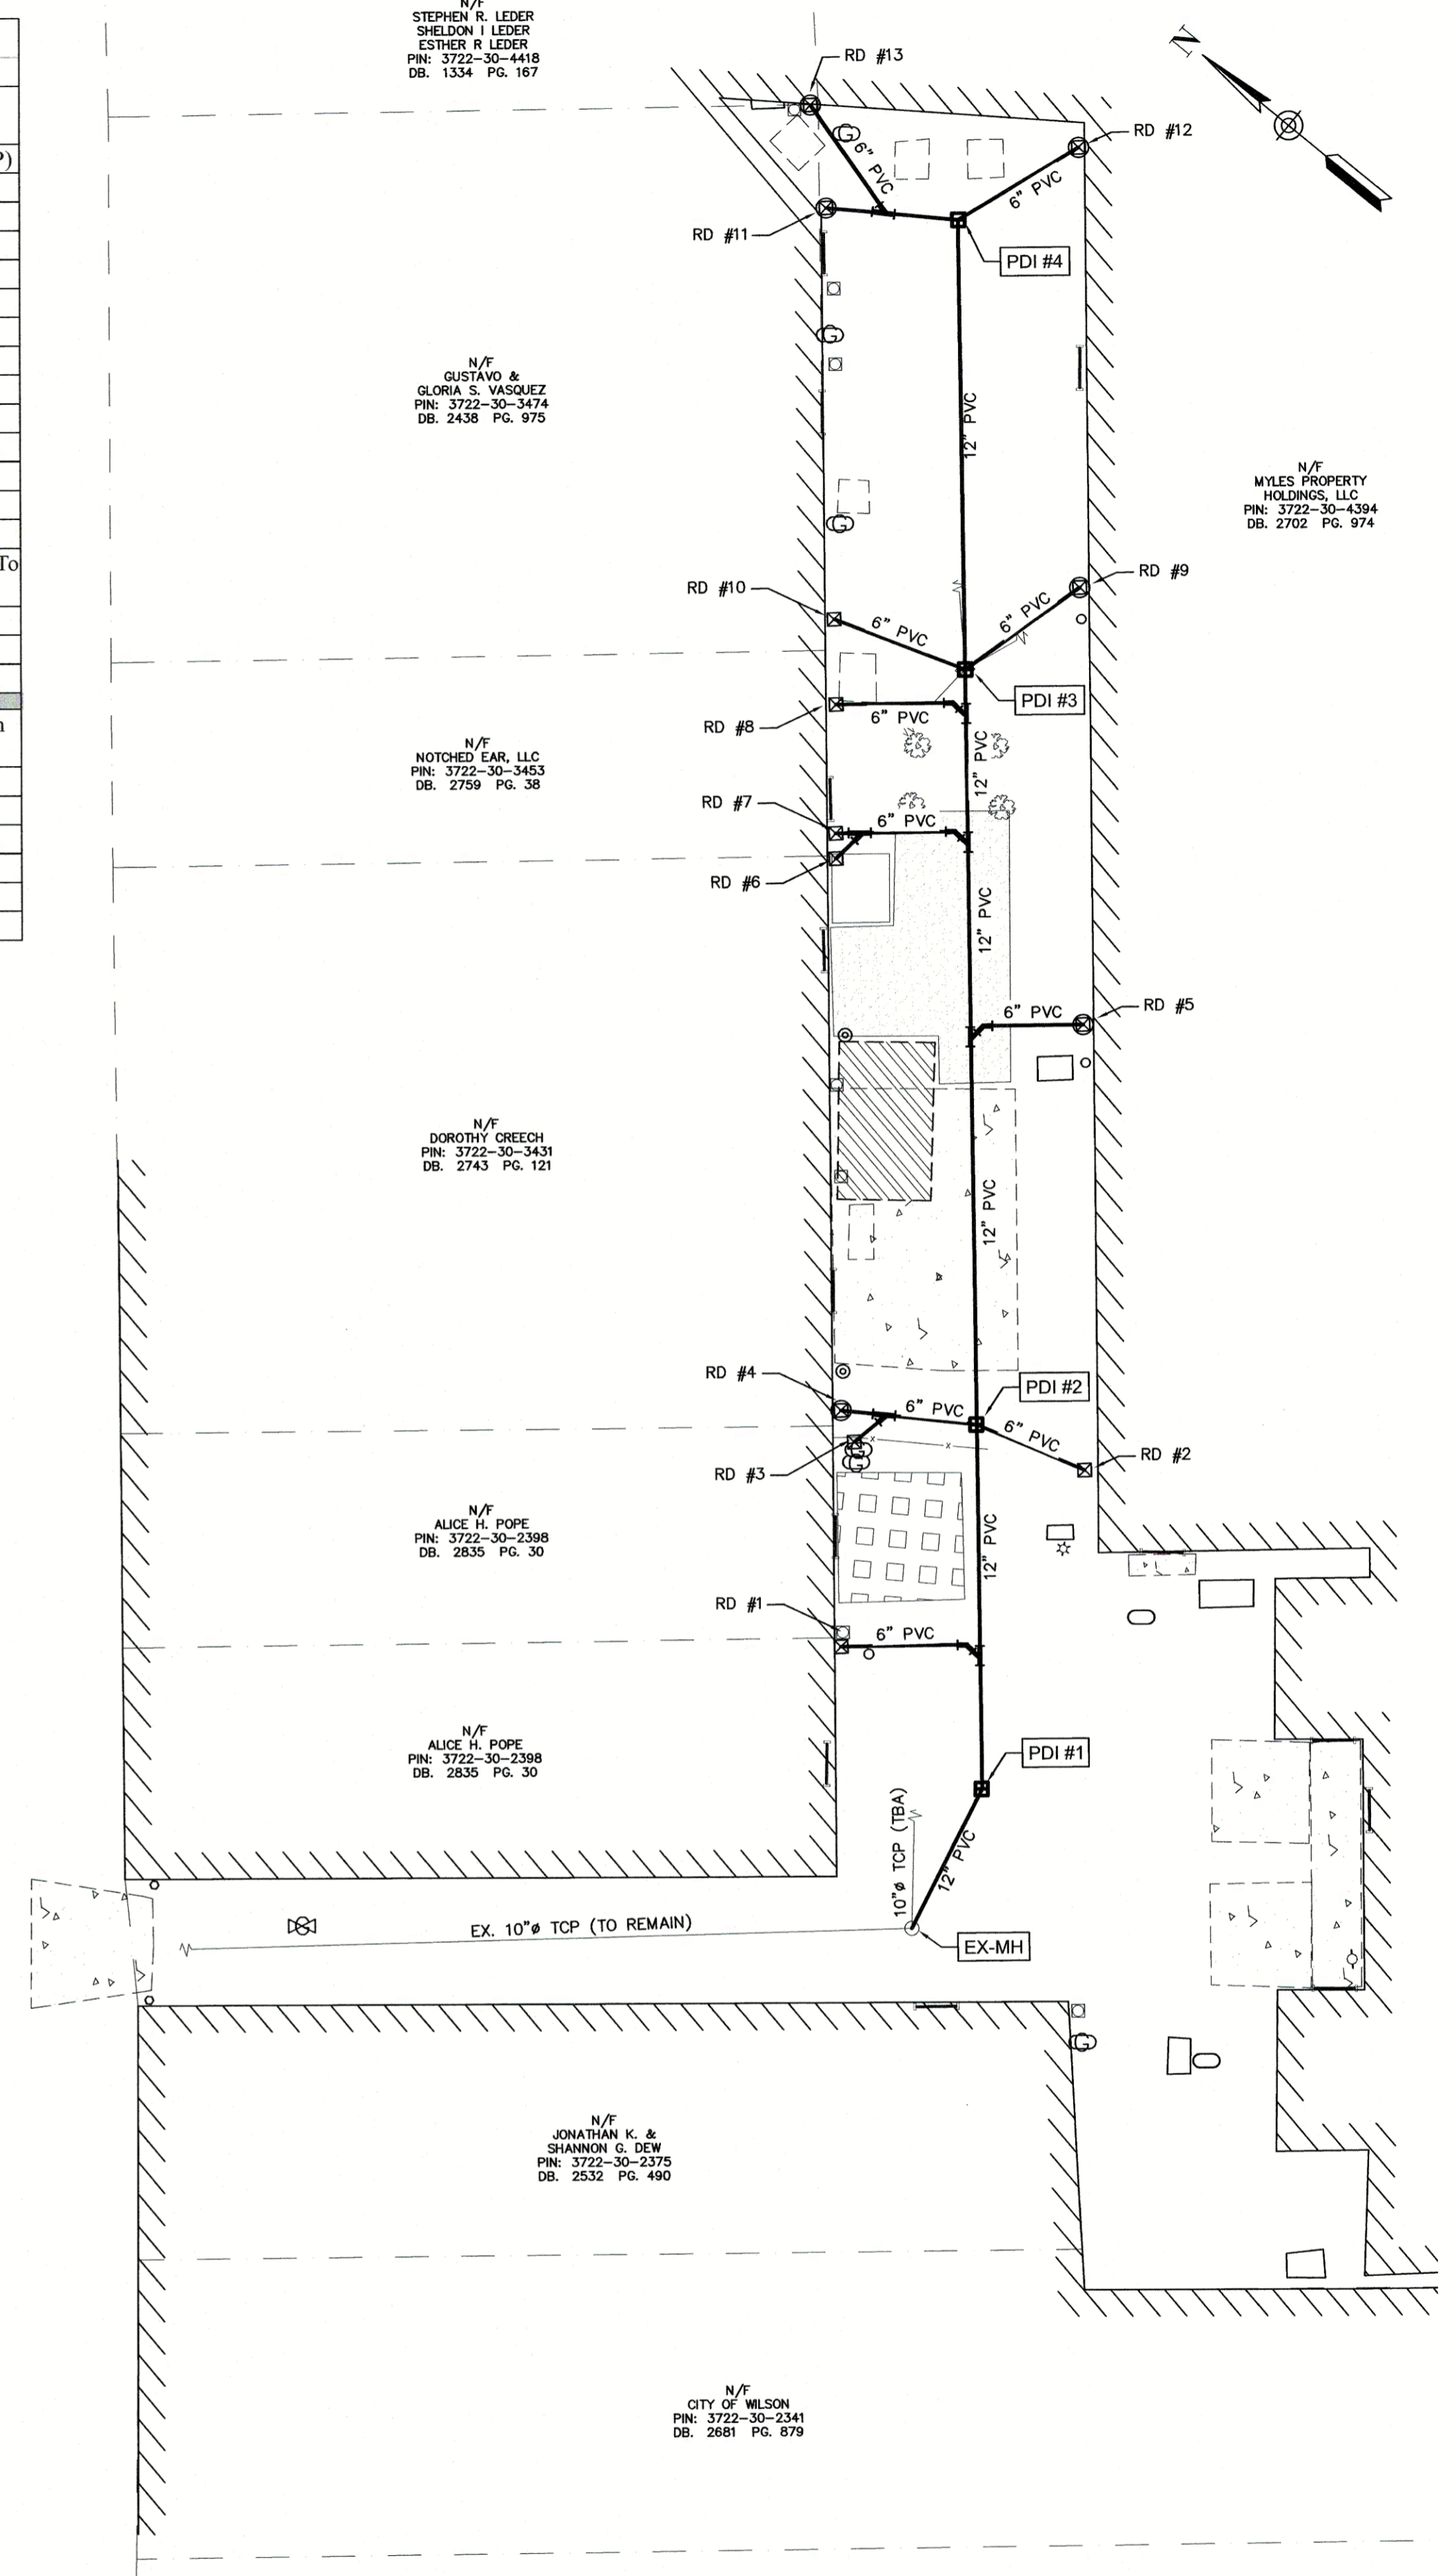 N/F
STEPHEN R. LEDER
SHELDON I LEDER
ESTHER R LEDER
PIN: 3722-30-4418
DB. 1334 PG. 167
P)
To
N
RD #13
RD #12
6" PVC
6" PVC
G
RD #11
PDI #4
G
N/F
GUSTAVO &
GLORIA S. VASQUEZ
PIN: 3722-30-3474
DB. 2438 PG. 975
12" PVC
N/F
MYLES PROPERTY
HOLDINGS, LLC
PIN: 3722-30-4394
DB. 2702 PG. 974
G
RD #10
6" PVC
6" PVC
RD #9
PDI #3
RD #8
6" PVC
N/F
NOTCHED EAR, LLC
PIN: 3722-30-3453
DB. 2759 PG. 38
12" PVC
RD #7
6" PVC
RD #6
12" PVC
6" PVC
RD #5
N/F
DOROTHY CREECH
PIN: 3722-30-3431
DB. 2743 PG. 121
12" PVC
RD #4
6" PVC
PDI #2
6" PVC
RD #3
G
G
RD #2
N/F
ALICE H. POPE
PIN: 3722-30-2398
DB. 2835 PG. 30
12" PVC
RD #1
6" PVC
N/F
ALICE H. POPE
PIN: 3722-30-2398
DB. 2835 PG. 30
PDI #1
10"ø TCP (TBA)
12" PVC
EX. 10"ø TCP (TO REMAIN)
EX-MH
G
N/F
JONATHAN K. &
SHANNON G. DEW
PIN: 3722-30-2375
DB. 2532 PG. 490
N/F
CITY OF WILSON
PIN: 3722-30-2341
DB. 2681 PG. 879